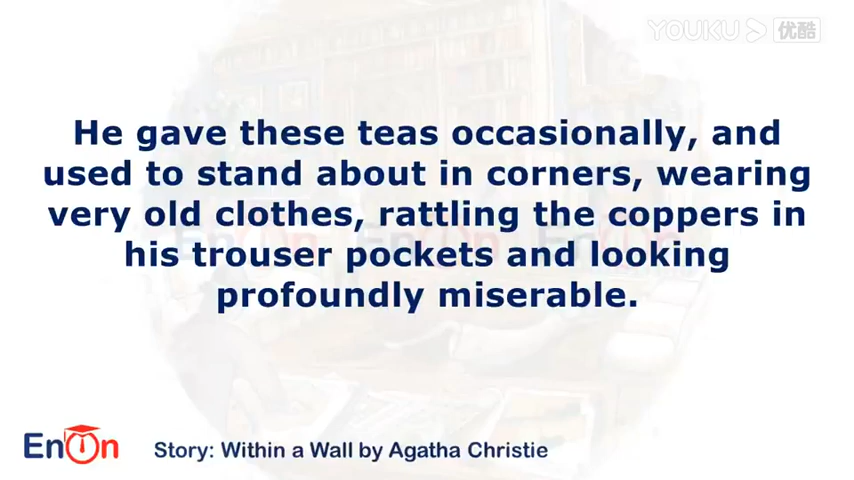 YOUKU 优酷
He gave these teas occasionally, and
used to stand about in corners, wearing
very old clothes, rattling the coppers in
his trouser pockets and looking
profoundly miserable.
EnOn
Story: Within a Wall by Agatha Christie